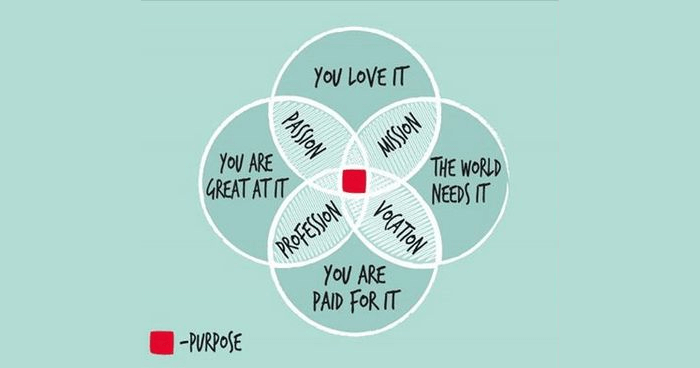 YOU LOVE IT
PASSION
MISSION
YOU ARE
GREAT AT IT
THE WORLD
NEEDS IT
PROFESSION
VOCATION
YOU ARE
PAID FOR IT
-PURPOSE